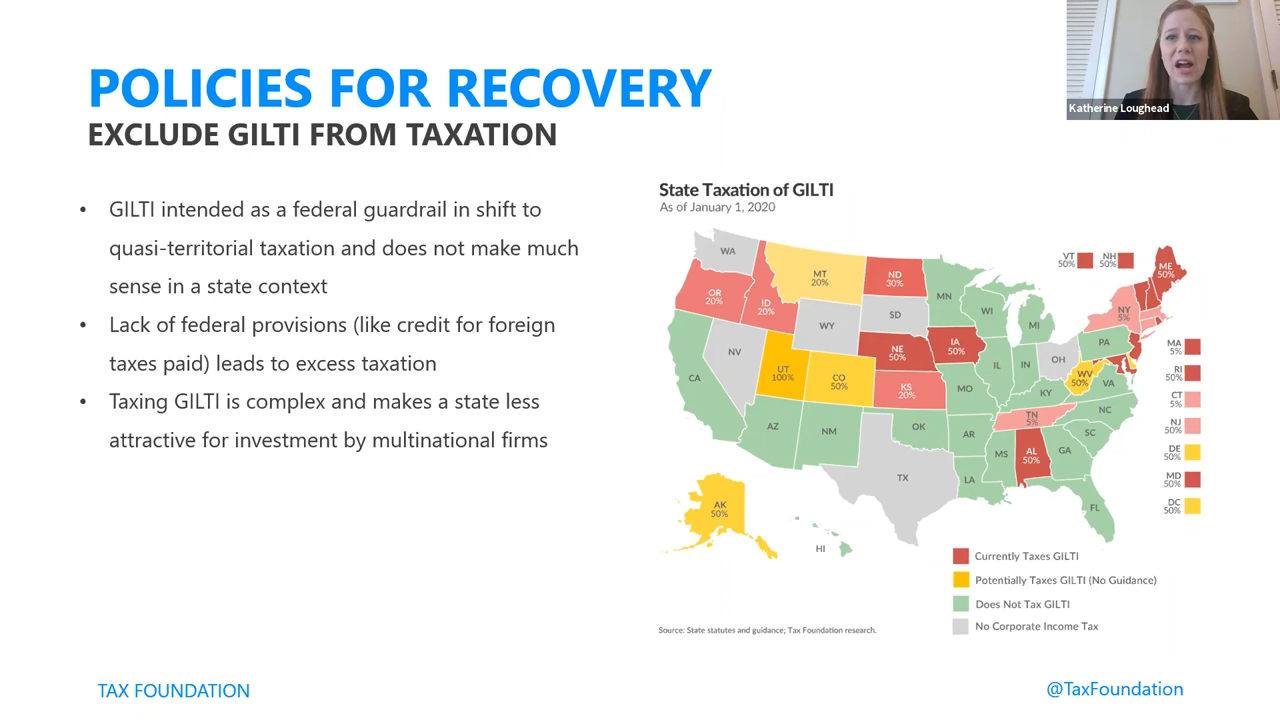 Katherine Loughead
POLICIES FOR RECOVERY
EXCLUDE GILTI FROM TAXATION
• GILTI intended as a federal guardrail in shift to
quasi-territorial taxation and does not make much
sense in a state context
• Lack of federal provisions (like credit for foreign
taxes paid) leads to excess taxation
• Taxing GILTI is complex and makes a state less
attractive for investment by multinational firms
State Taxation of GILTI
As of January 1, 2020
WA
OR
20%
ID
20%
MT
20%
ND
30%
MN
WI
MI
VT
50%
NH
50%
ME
50%
NY
5%
WY
SD
NV
UT
100%
CO
50%
NE
50%
IA
50%
KS
20%
CA
AZ
NM
OK
TX
MO
IL
IN
OH
PA
KY
WV
50%
VA
TN
5%
NC
SC
AR
MS
AL
50%
GA
LA
FL
AK
50%
HI
MA
5%
RI
50%
CT
5%
NJ
50%
DE
50%
MD
50%
DC
50%
Currently Taxes GILTI
Potentially Taxes GILTI (No Guidance)
Does Not Tax GILTI
No Corporate Income Tax
Source: State statutes and guidance; Tax Foundation research.
TAX FOUNDATION
@TaxFoundation